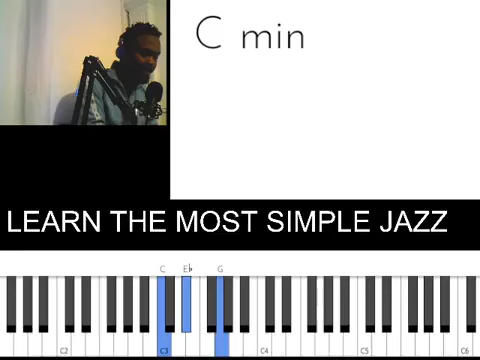 C min
LEARN THE MOST SIMPLE JAZZ
C E♭ G
C2 C3 C4 C5 C6